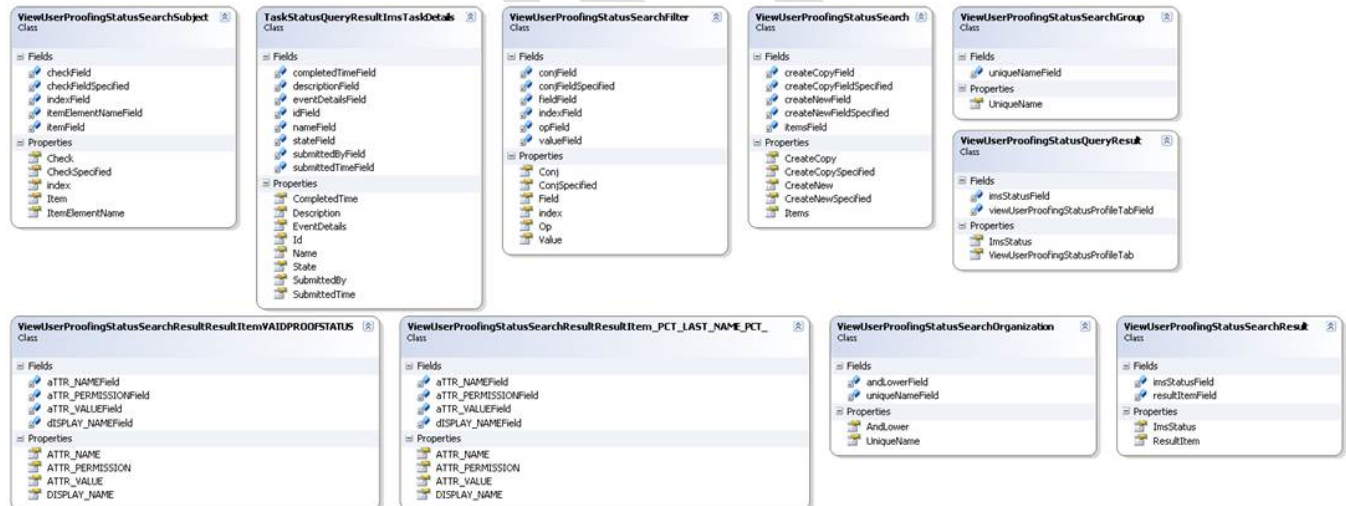 ViewUserProofingStatusSearchSubject
Class
Fields
checkField
checkFieldSpecified
indexField
itemElementNameField
itemField
Properties
Check
CheckSpecified
index
Item
ItemElementName
TaskStatusQueryResultImsTaskDetails
Class
Fields
completedTimeField
descriptionField
eventDetailsField
idField
nameField
stateField
submittedByField
submittedTimeField
Properties
CompletedTime
Description
EventDetails
Id
Name
State
SubmittedBy
SubmittedTime
ViewUserProofingStatusSearchFilter
Class
Fields
conjField
conjFieldSpecified
fieldField
indexField
opField
valueField
Properties
Conj
ConjSpecified
Field
index
Op
Value
ViewUserProofingStatusSearch
Class
Fields
createCopyField
createCopyFieldSpecified
createNewField
createNewFieldSpecified
itemsField
Properties
CreateCopy
CreateCopySpecified
CreateNew
CreateNewSpecified
Items
ViewUserProofingStatusSearchGroup
Class
Fields
uniqueNameField
Properties
UniqueName
ViewUserProofingStatusQueryResult
Class
Fields
imsStatusField
viewUserProofingStatusProfileTabField
Properties
ImsStatus
ViewUserProofingStatusProfileTab
ViewUserProofingStatusSearchResultResultItemVAIDPROOFSTATUS
Class
Fields
aTTR_NAMEField
aTTR_PERMISSIONField
aTTR_VALUEField
dISPLAY_NAMEField
Properties
ATTR_NAME
ATTR_PERMISSION
ATTR_VALUE
DISPLAY_NAME
ViewUserProofingStatusSearchResultResultItem_PCT_LAST_NAME_PCT_
Class
Fields
aTTR_NAMEField
aTTR_PERMISSIONField
aTTR_VALUEField
dISPLAY_NAMEField
Properties
ATTR_NAME
ATTR_PERMISSION
ATTR_VALUE
DISPLAY_NAME
ViewUserProofingStatusSearchOrganization
Class
Fields
andLowerField
uniqueNameField
Properties
AndLower
UniqueName
ViewUserProofingStatusSearchResult
Class
Fields
imsStatusField
resultItemField
Properties
ImsStatus
ResultItem